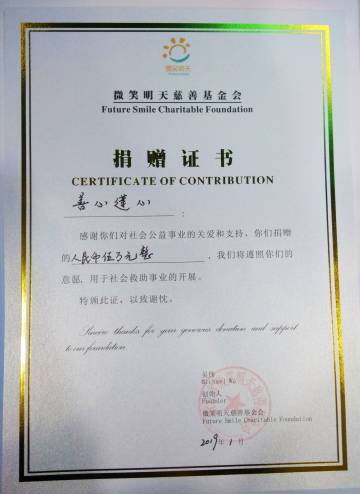 微笑明天
微笑明天慈善基金会
Future Smile Charitable Foundation
捐赠证书
CERTIFICATE OF CONTRIBUTION
善心莲心
:
感谢你们对社会公益事业的关爱和支持，你们捐赠
的人民币伍万元整，我们将遵照你们的
意愿，用于社会救助事业的开展。
特颁此证，以致谢忱。
Sincere thanks for your generous donation and support
to our foundation.
吴伟
Michael Wu
创始人
Founder
微笑明天慈善基金会
Future Smile Charitable Foundation
2019年1月